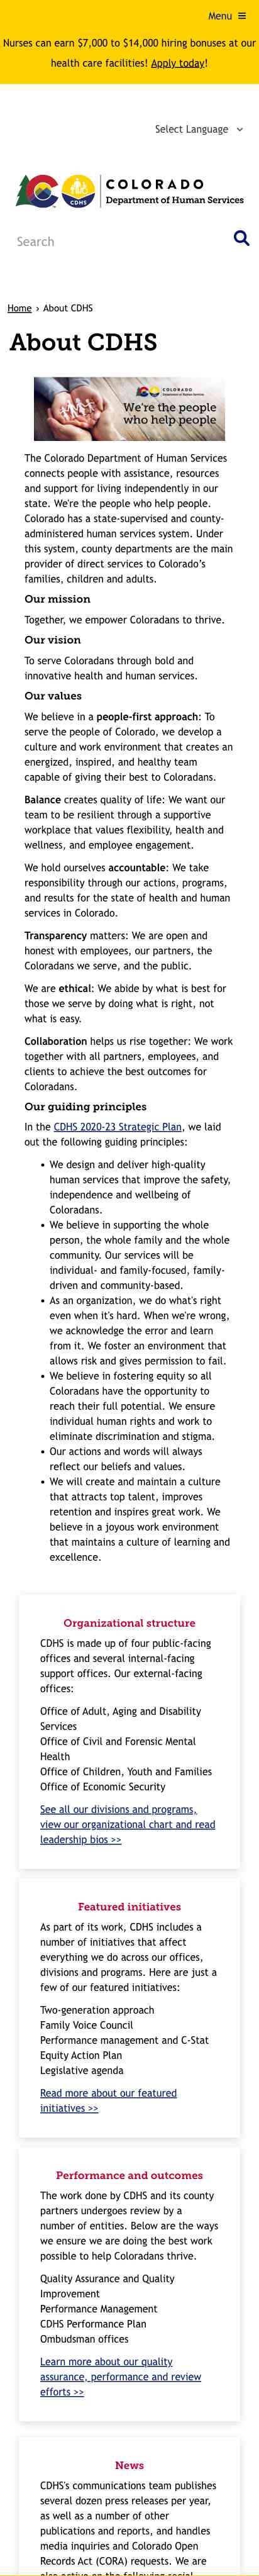 Menu ≡
Nurses can earn $7,000 to $14,000 hiring bonuses at our
health care facilities! Apply today!
Select Language
CDHS
COLORADO
Department of Human Services
Search
Home › About CDHS
About CDHS
COLORADO
We're the people
who help people
The Colorado Department of Human Services
connects people with assistance, resources
and support for living independently in our
state. We're the people who help people.
Colorado has a state-supervised and county-
administered human services system. Under
this system, county departments are the main
provider of direct services to Colorado’s
families, children and adults.
Our mission
Together, we empower Coloradans to thrive.
Our vision
To serve Coloradans through bold and
innovative health and human services.
Our values
We believe in a people-first approach: To
serve the people of Colorado, we develop a
culture and work environment that creates an
energized, inspired, and healthy team
capable of giving their best to Coloradans.
Balance creates quality of life: We want our
team to be resilient through a supportive
workplace that values flexibility, health and
wellness, and employee engagement.
We hold ourselves accountable: We take
responsibility through our actions, programs,
and results for the state of health and human
services in Colorado.
Transparency matters: We are open and
honest with employees, our partners, the
Coloradans we serve, and the public.
We are ethical: We abide by what is best for
those we serve by doing what is right, not
what is easy.
Collaboration helps us rise together: We work
together with all partners, employees, and
clients to achieve the best outcomes for
Coloradans.
Our guiding principles
In the CDHS 2020-23 Strategic Plan, we laid
out the following guiding principles:
• We design and deliver high-quality
human services that improve the safety,
independence and wellbeing of
Coloradans.
• We believe in supporting the whole
person, the whole family and the whole
community. Our services will be
individual- and family-focused, family-
driven and community-based.
• As an organization, we do what's right
even when it's hard. When we're wrong,
we acknowledge the error and learn
from it. We foster an environment that
allows risk and gives permission to fail.
• We believe in fostering equity so all
Coloradans have the opportunity to
reach their full potential. We ensure
individual human rights and work to
eliminate discrimination and stigma.
• Our actions and words will always
reflect our beliefs and values.
• We will create and maintain a culture
that attracts top talent, improves
retention and inspires great work. We
believe in a joyous work environment
that maintains a culture of learning and
excellence.
Organizational structure
CDHS is made up of four public-facing
offices and several internal-facing
support offices. Our external-facing
offices:
Office of Adult, Aging and Disability
Services
Office of Civil and Forensic Mental
Health
Office of Children, Youth and Families
Office of Economic Security
See all our divisions and programs,
view our organizational chart and read
leadership bios >>
Featured initiatives
As part of its work, CDHS includes a
number of initiatives that affect
everything we do across our offices,
divisions and programs. Here are just a
few of our featured initiatives:
Two-generation approach
Family Voice Council
Performance management and C-Stat
Equity Action Plan
Legislative agenda
Read more about our featured
initiatives >>
Performance and outcomes
The work done by CDHS and its county
partners undergoes review by a
number of entities. Below are the ways
we ensure we are doing the best work
possible to help Coloradans thrive.
Quality Assurance and Quality
Improvement
Performance Management
CDHS Performance Plan
Ombudsman offices
Learn more about our quality
assurance, performance and review
efforts >>
News
CDHS's communications team publishes
several dozen press releases per year,
as well as a number of other
publications and reports, and handles
media inquiries and Colorado Open
Records Act (CORA) requests. We are